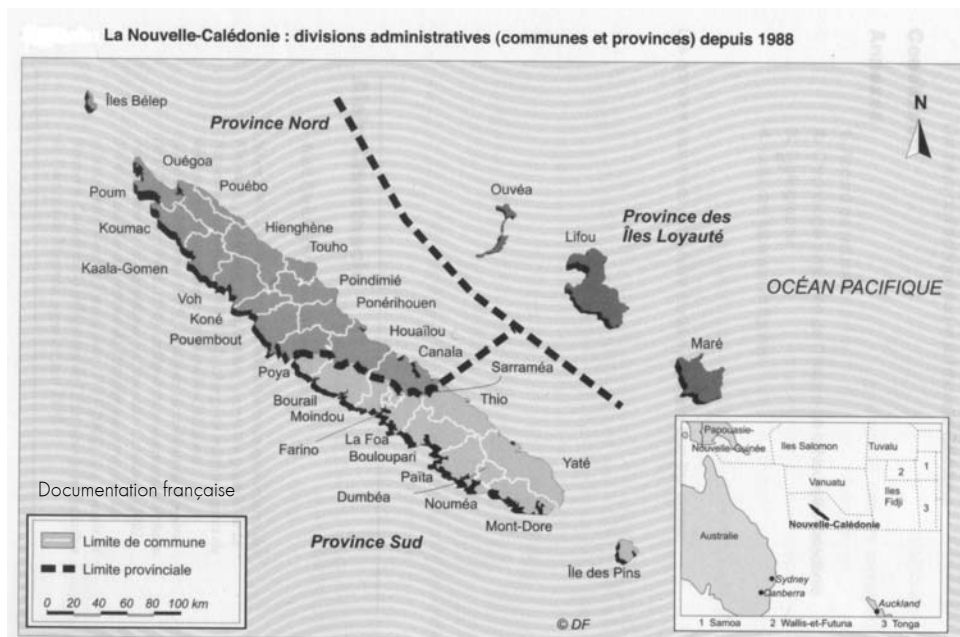 La Nouvelle-Calédonie : divisions administratives (communes et provinces) depuis 1988
Îles Bélep
Province Nord
N
Ouégoa
Pouébo
Poum
Ouvéa
Koumac
Hienghène
Province des
Îles Loyauté
Lifou
Touho
Kaala-Gomen
Poindimié
OCÉAN PACIFIQUE
Voh
Ponérihouen
Koné
Pouembout
Houaïlou
Canala
Maré
Poya
Sarraméa
Thio
Bourail
Moindou
Farino
La Foa
Bouloupari
Païta
Yaté
Dumbéa
Nouméa
Mont-Dore
Province Sud
Île des Pins
Documentation française
Limite de commune
Limite provinciale
0 20 40 60 80 100 km
© DF
Papouasie-
Nouvelle-Guinée
Iles Salomon
Tuvalu
2
1
Vanuatu
Iles
Fidji
3
Nouvelle-Calédonie
Australie
Sydney
Canberra
Auckland
1 Samoa 2 Wallis-et-Futuna 3 Tonga